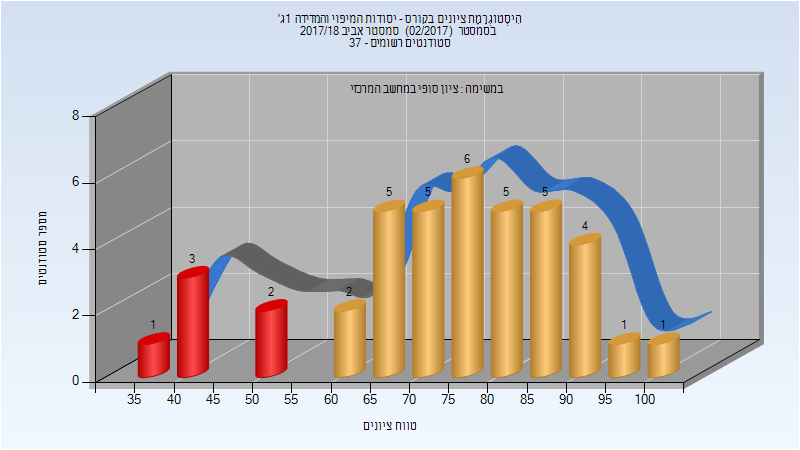 היסטוגרמת ציונים בקורס - יסודות המיפוי והמדידה 1ג'
בסמסטר (02/2017) סמסטר אביב 2017/18
סטודנטים רשומים - 37
במשימה : ציון סופי במחשב המרכזי
מספר סטודנטים
8
6
4
2
0
1
3
2
2
5
5
6
5
5
4
1
1
35 40 45 50 55 60 65 70 75 80 85 90 95 100
טווח ציונים